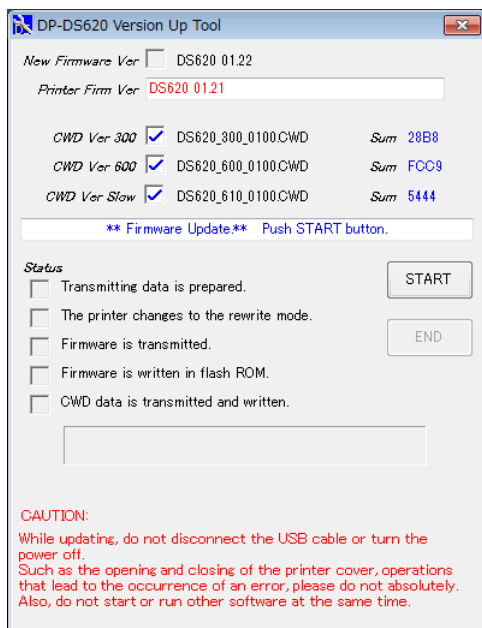 DP-DS620 Version Up Tool
New Firmware Ver DS620 01.22
Printer Firm Ver DS620 01.21
CWD Ver 300 DS620_300_0100.CWD Sum 28B8
CWD Ver 600 DS620_600_0100.CWD Sum FCC9
CWD Ver Slow DS620_610_0100.CWD Sum 5444
** Firmware Update.** Push START button.
Status
Transmitting data is prepared.
START
The printer changes to the rewrite mode.
Firmware is transmitted.
END
Firmware is written in flash ROM.
CWD data is transmitted and written.
CAUTION:
While updating, do not disconnect the USB cable or turn the
power off.
Such as the opening and closing of the printer cover, operations
that lead to the occurrence of an error, please do not absolutely.
Also, do not start or run other software at the same time.